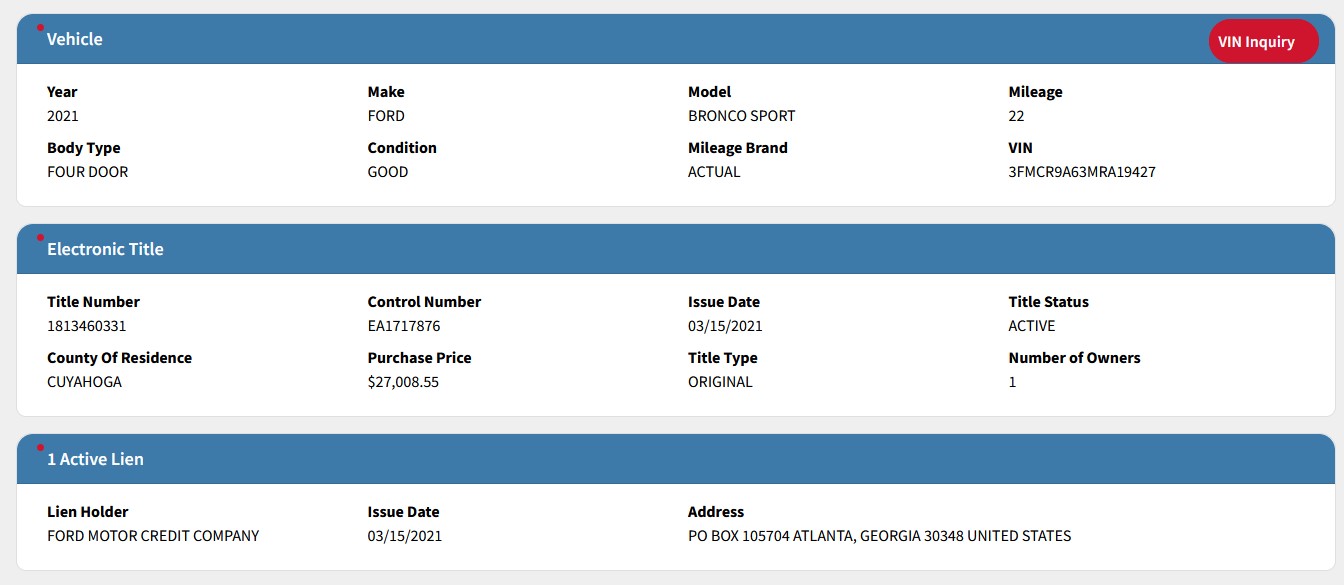 Vehicle
VIN Inquiry
Year Make Model Mileage
2021 FORD BRONCO SPORT 22
Body Type Condition Mileage Brand VIN
FOUR DOOR GOOD ACTUAL 3FMCR9A63MRA19427
Electronic Title
Title Number Control Number Issue Date Title Status
1813460331 EA1717876 03/15/2021 ACTIVE
County Of Residence Purchase Price Title Type Number of Owners
CUYAHOGA $27,008.55 ORIGINAL 1
1 Active Lien
Lien Holder Issue Date Address
FORD MOTOR CREDIT COMPANY 03/15/2021 PO BOX 105704 ATLANTA, GEORGIA 30348 UNITED STATES